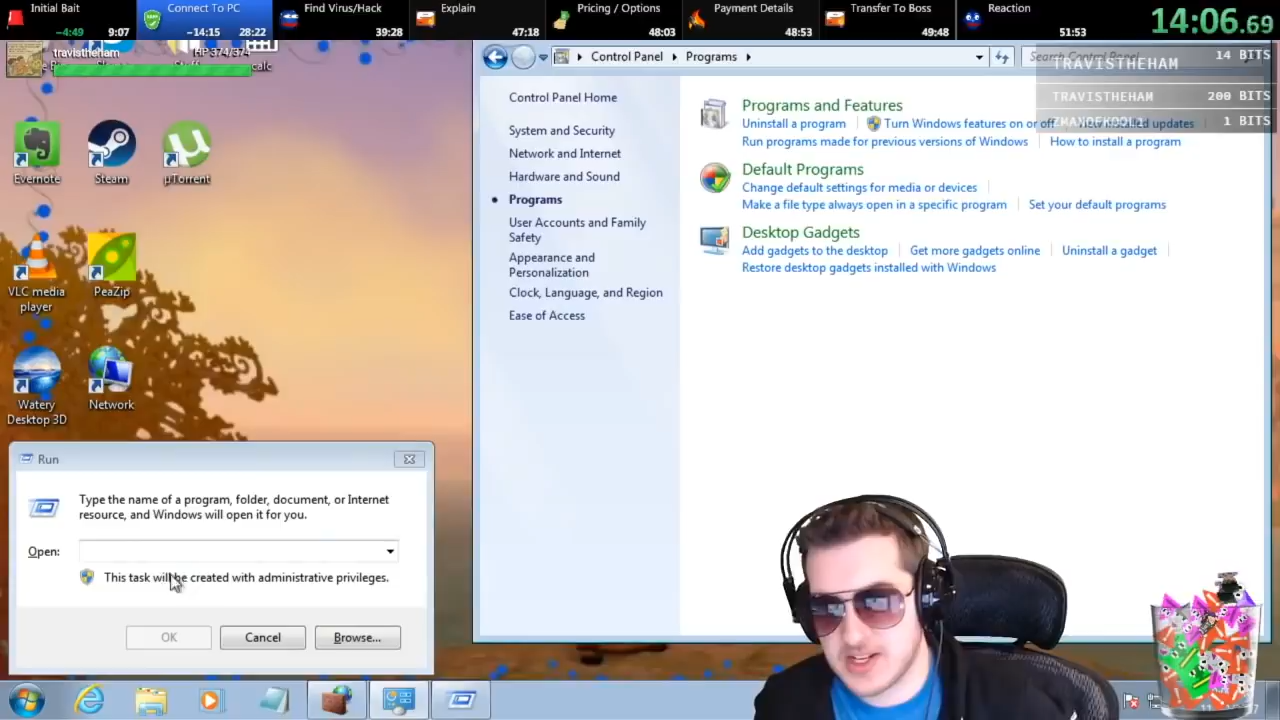 Initial Bait
-4:49 9:07
Connect To PC
-14:15 28:22
Find Virus/Hack
39:28
Explain
47:18
Pricing / Options
48:03
Payment Details
48:53
Transfer To Boss
49:48
Reaction
51:53
14:06.69
travistheham
HP 374/374
calc
Evernote
Steam
µTorrent
VLC media player
PeaZip
Watery Desktop 3D
Network
Control Panel Programs
Search Control Panel
TRAVISTHEHAM 14 BITS
TRAVISTHEHAM 200 BITS
1 BITS
Control Panel Home
System and Security
Network and Internet
Hardware and Sound
Programs
User Accounts and Family
Safety
Appearance and
Personalization
Clock, Language, and Region
Ease of Access
Programs and Features
Uninstall a program Turn Windows features on or off installed updates
Run programs made for previous versions of Windows How to install a program
Default Programs
Change default settings for media or devices
Make a file type always open in a specific program Set your default programs
Desktop Gadgets
Add gadgets to the desktop Get more gadgets online Uninstall a gadget
Restore desktop gadgets installed with Windows
Run
Type the name of a program, folder, document, or Internet
resource, and Windows will open it for you.
Open:
This task will be created with administrative privileges.
OK Cancel Browse...